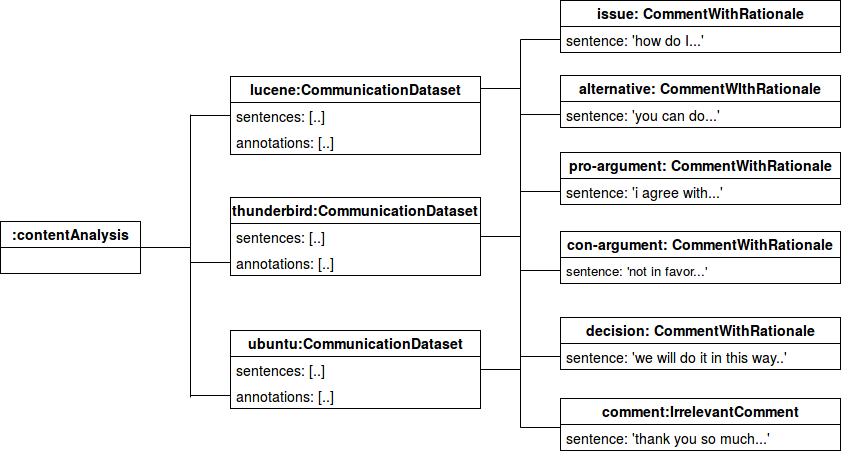 :contentAnalysis
lucene:CommunicationDataset
sentences: [..]
annotations: [..]
thunderbird:CommunicationDataset
sentences: [..]
annotations: [..]
ubuntu:CommunicationDataset
sentences: [..]
annotations: [..]
issue: CommentWithRationale
sentence: 'how do I...'
alternative: CommentWIthRationale
sentence: 'you can do...'
pro-argument: CommentWithRationale
sentence: 'i agree with...'
con-argument: CommentWithRationale
sentence: 'not in favor...'
decision: CommentWithRationale
sentence: 'we will do it in this way..'
comment:IrrelevantComment
sentence: 'thank you so much...'